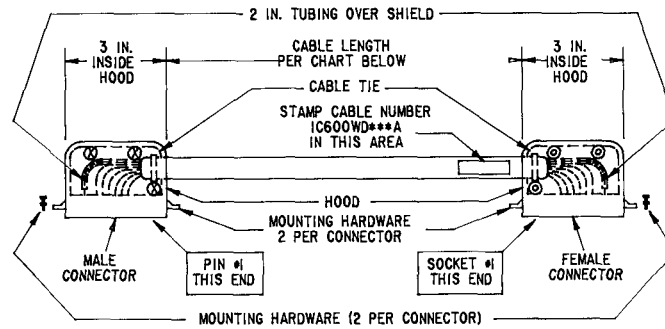 2 IN. TUBING OVER SHIELD
3 IN.
INSIDE
HOOD
CABLE LENGTH
PER CHART BELOW
3 IN.
INSIDE
HOOD
CABLE TIE
STAMP CABLE NUMBER
IC600WD***A
IN THIS AREA
HOOD
MOUNTING HARDWARE
2 PER CONNECTOR
MALE
CONNECTOR
PIN #1
THIS END
SOCKET #1
THIS END
FEMALE
CONNECTOR
MOUNTING HARDWARE (2 PER CONNECTOR)